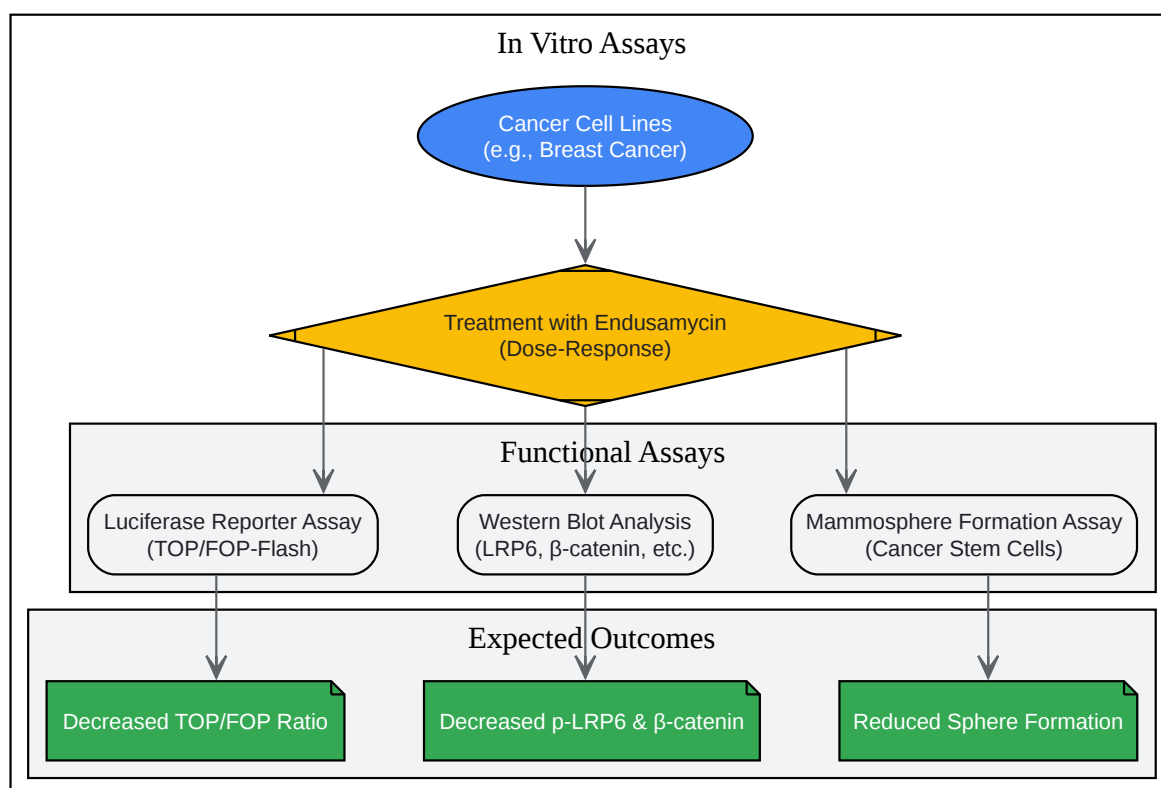 In Vitro Assays
Cancer Cell Lines
(e.g., Breast Cancer)
Treatment with Endusamycin
(Dose-Response)
Functional Assays
Luciferase Reporter Assay
(TOP/FOP-Flash)
Western Blot Analysis
(LRP6, β-catenin, etc.)
Mammosphere Formation Assay
(Cancer Stem Cells)
Expected Outcomes
Decreased TOP/FOP Ratio
Decreased p-LRP6 & β-catenin
Reduced Sphere Formation